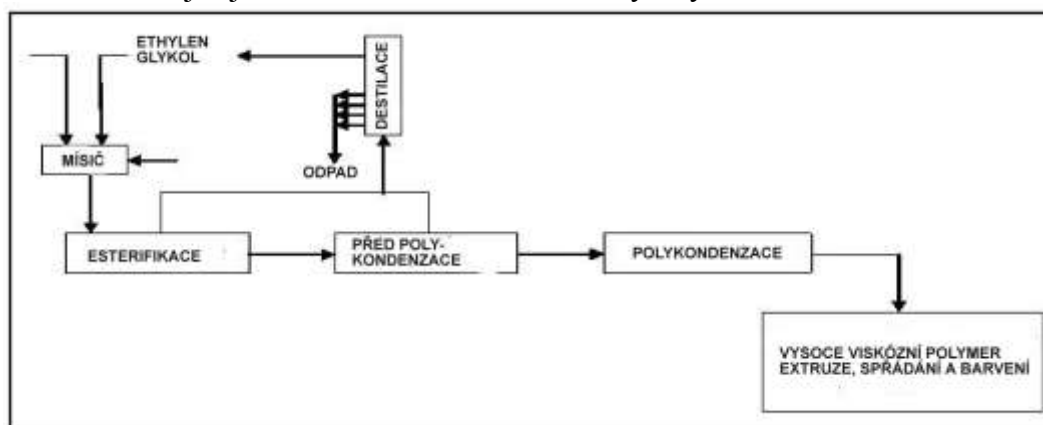 ETHYLEN
GLYKOL
DESTILACE
MÍSIČ
ODPAD
ESTERIFIKACE
PŘED POLY-
KONDENZACE
POLYKONDENZACE
VYSOCE VISKÓZNÍ POLYMER
EXTRUZE, SPŘÁDÁNÍ A BARVENÍ